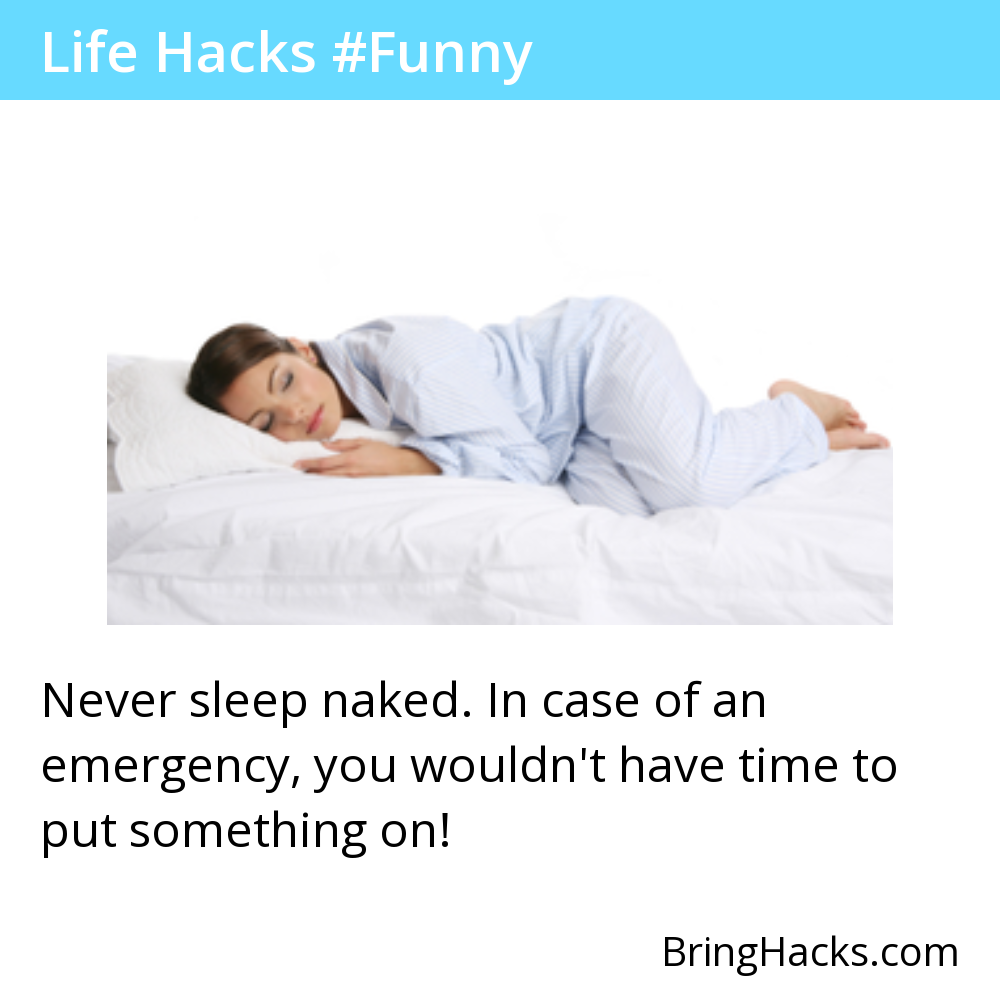 Life Hacks #Funny
Never sleep naked. In case of an
emergency, you wouldn't have time to
put something on!
BringHacks.com